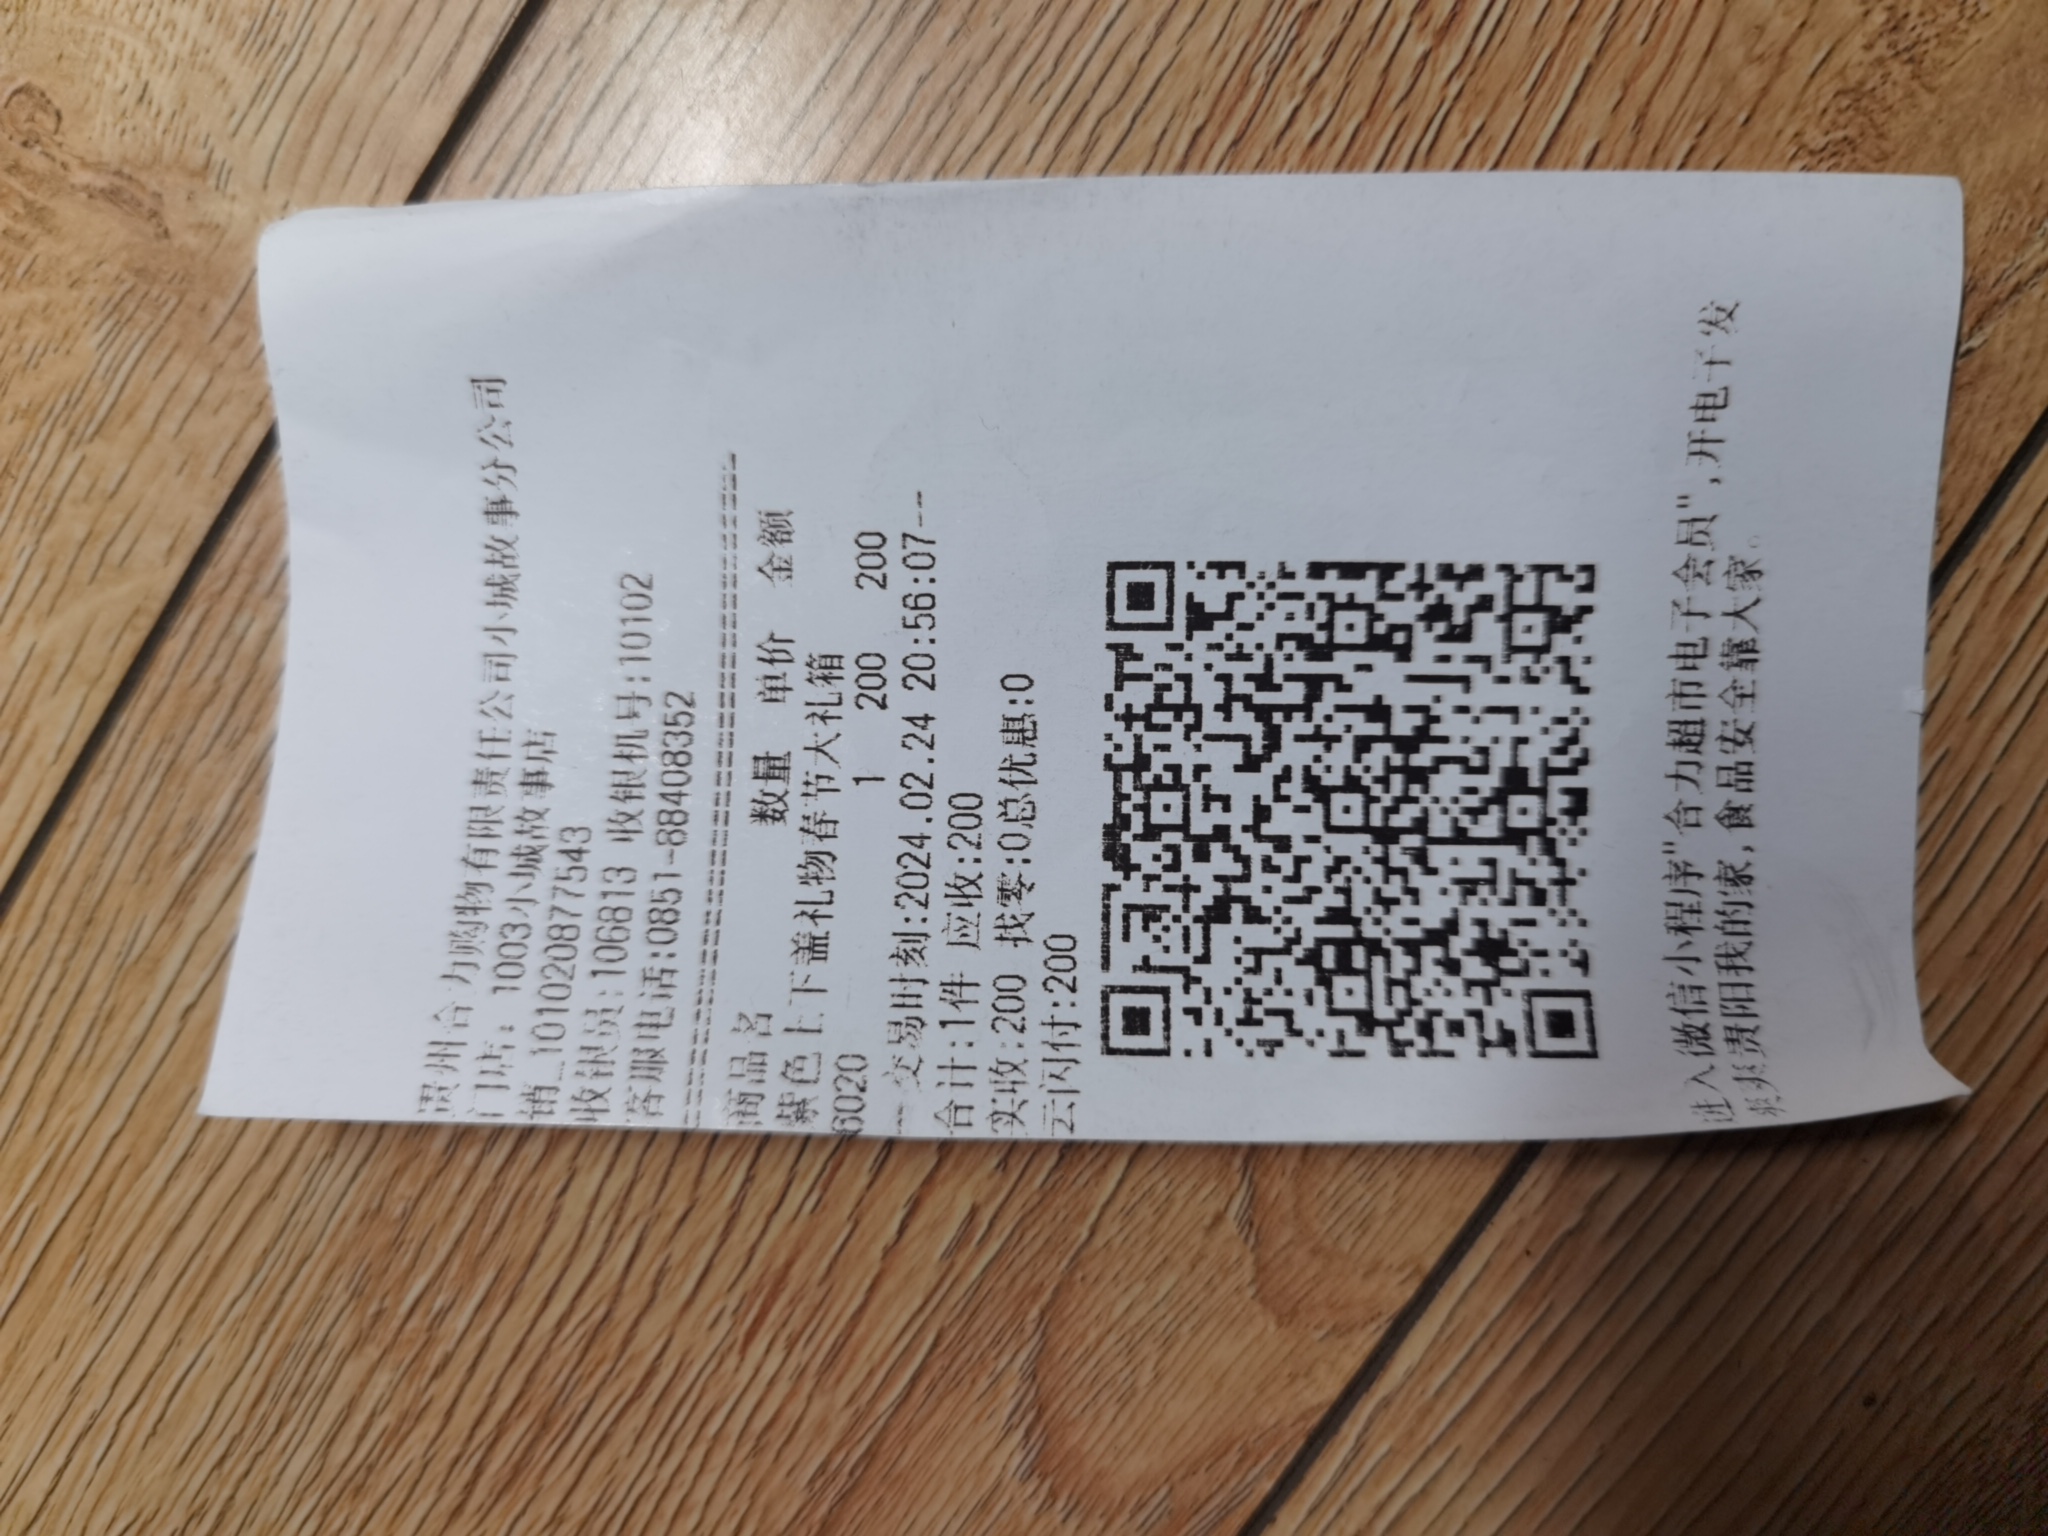 贵州合力购物有限责任公司小城故事分公司
门店: 1003小城故事店
销_101020877543
收银员:106813 收银机号:10102
客服电话:0851-88408352
商品名 数量 单价 金额
紫色上下盖礼物春节大礼箱
6020 1 200 200
--交易时刻:2024.02.24 20:56:07--
合计:1件 应收:200
实收:200 找零:0总优惠:0
云闪付:200
进入微信小程序"合力超市电子会员",开电子发
爽爽贵阳我的家,食品安全靠大家。